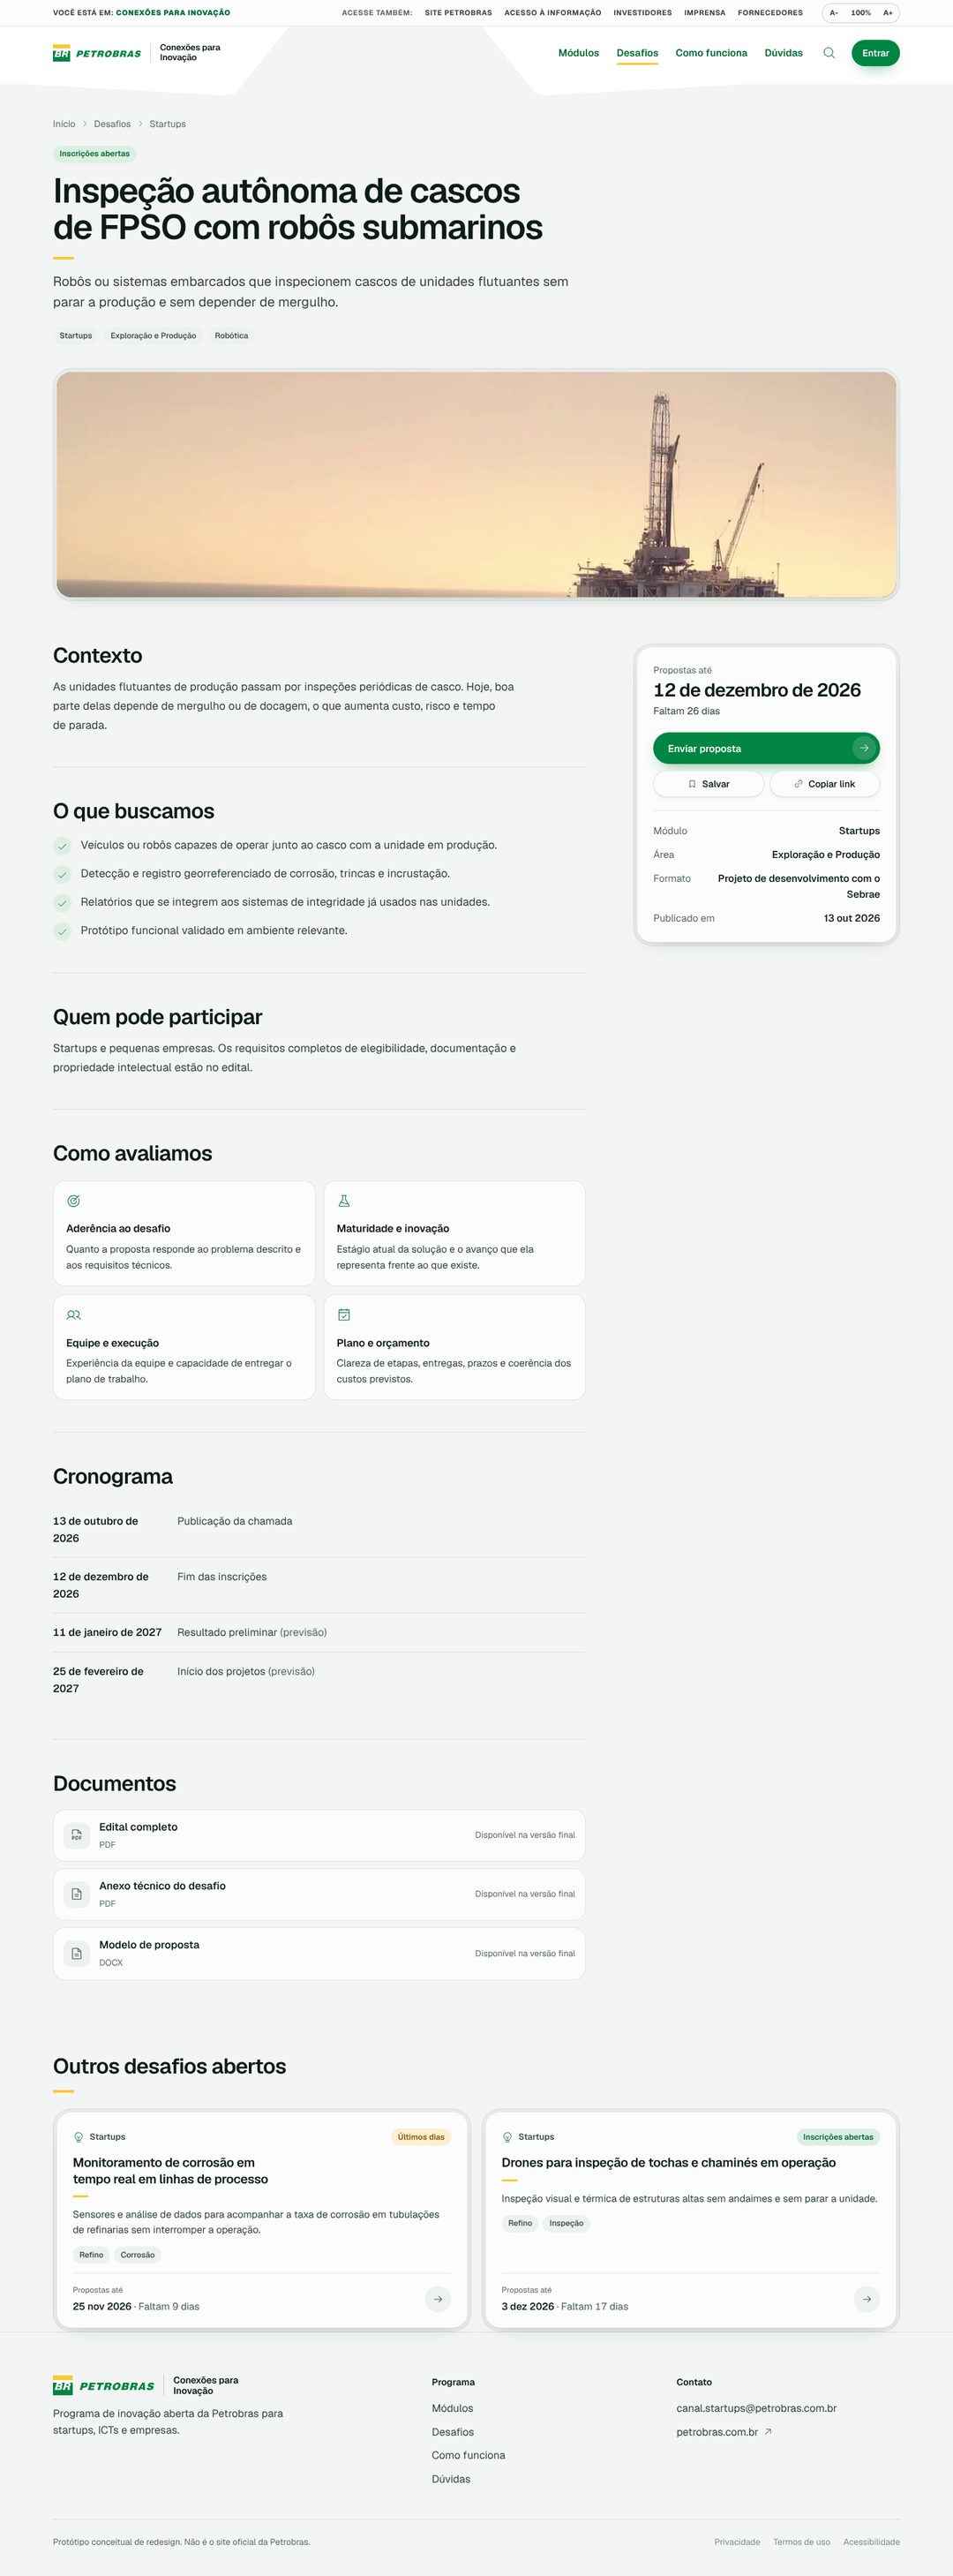 VOCÊ ESTÁ EM: CONEXÕES PARA INOVAÇÃO
ACESSE TAMBÉM: SITE PETROBRAS ACESSO À INFORMAÇÃO INVESTIDORES IMPRENSA FORNECEDORES A- 100% A+
BR PETROBRAS
Conexões para
Inovação
Módulos Desafios Como funciona Dúvidas Entrar
Início Desafios Startups
Inscrições abertas
Inspeção autônoma de cascos
de FPSO com robôs submarinos
Robôs ou sistemas embarcados que inspecionem cascos de unidades flutuantes sem
parar a produção e sem depender de mergulho.
Startups Exploração e Produção Robótica
Contexto
As unidades flutuantes de produção passam por inspeções periódicas de casco. Hoje, boa
parte delas depende de mergulho ou de docagem, o que aumenta custo, risco e tempo
de parada.
O que buscamos
Veículos ou robôs capazes de operar junto ao casco com a unidade em produção.
Detecção e registro georreferenciado de corrosão, trincas e incrustação.
Relatórios que se integrem aos sistemas de integridade já usados nas unidades.
Protótipo funcional validado em ambiente relevante.
Quem pode participar
Startups e pequenas empresas. Os requisitos completos de elegibilidade, documentação e
propriedade intelectual estão no edital.
Como avaliamos
Aderência ao desafio
Quanto a proposta responde ao problema descrito e
aos requisitos técnicos.
Maturidade e inovação
Estágio atual da solução e o avanço que ela
representa frente ao que existe.
Equipe e execução
Experiência da equipe e capacidade de entregar o
plano de trabalho.
Plano e orçamento
Clareza de etapas, entregas, prazos e coerência dos
custos previstos.
Cronograma
13 de outubro de
2026
Publicação da chamada
12 de dezembro de
2026
Fim das inscrições
11 de janeiro de 2027 Resultado preliminar (previsão)
25 de fevereiro de
2027
Início dos projetos (previsão)
Documentos
Edital completo
PDF
Disponível na versão final
Anexo técnico do desafio
PDF
Disponível na versão final
Modelo de proposta
DOCX
Disponível na versão final
Propostas até
12 de dezembro de 2026
Faltam 26 dias
Enviar proposta
Salvar Copiar link
Módulo Startups
Área Exploração e Produção
Formato Projeto de desenvolvimento com o
Sebrae
Publicado em 13 out 2026
Outros desafios abertos
Startups Últimos dias
Monitoramento de corrosão em
tempo real em linhas de processo
Sensores e análise de dados para acompanhar a taxa de corrosão em tubulações
de refinarias sem interromper a operação.
Refino Corrosão
Propostas até
25 nov 2026 · Faltam 9 dias
Startups Inscrições abertas
Drones para inspeção de tochas e chaminés em operação
Inspeção visual e térmica de estruturas altas sem andaimes e sem parar a unidade.
Refino Inspeção
Propostas até
3 dez 2026 · Faltam 17 dias
BR PETROBRAS
Conexões para
Inovação
Programa de inovação aberta da Petrobras para
startups, ICTs e empresas.
Programa
Módulos
Desafios
Como funciona
Dúvidas
Contato
canal.startups@petrobras.com.br
petrobras.com.br
Protótipo conceitual de redesign. Não é o site oficial da Petrobras.
Privacidade Termos de uso Acessibilidade